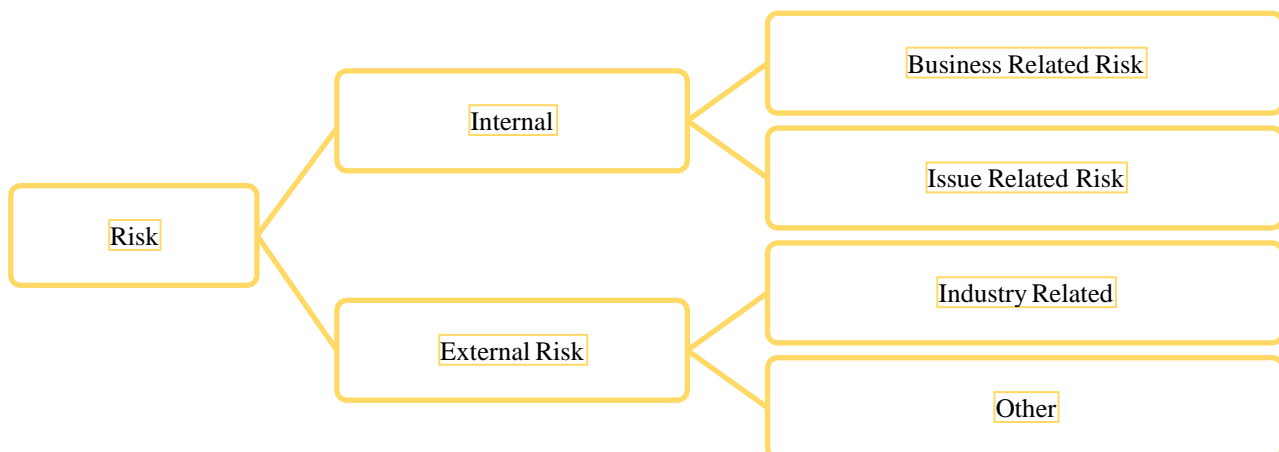 Risk
Internal
Business Related Risk
Issue Related Risk
External Risk
Industry Related
Other